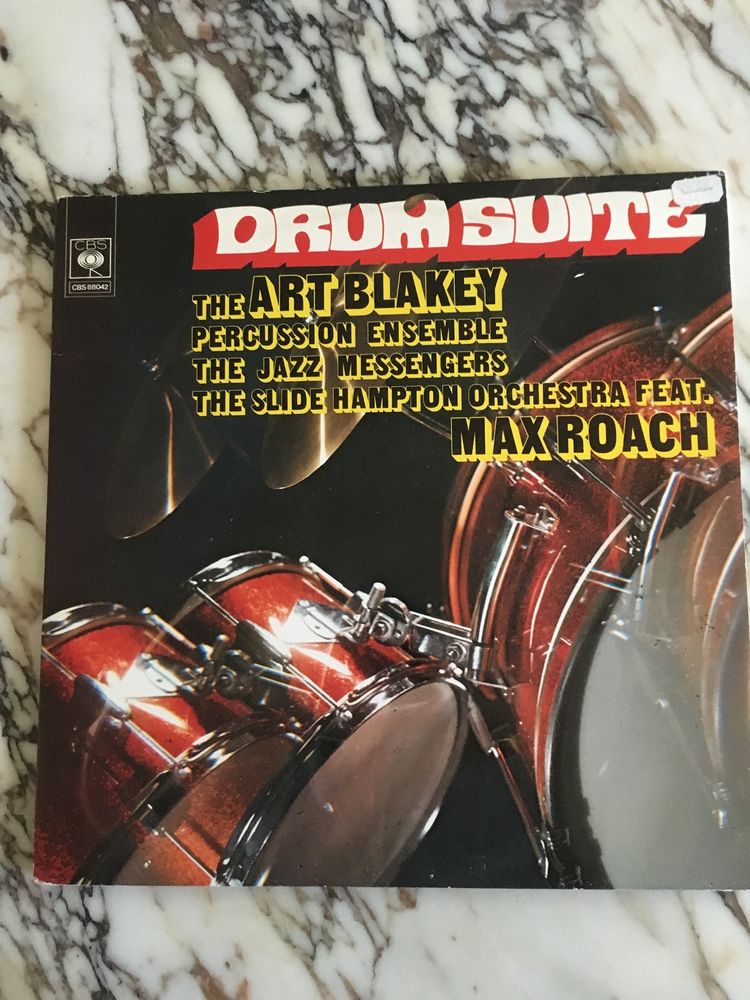 DRUM SUITE
CBS
CBS 88042
THE ART BLAKEY
PERCUSSION ENSEMBLE
THE JAZZ MESSENGERS
THE SLIDE HAMPTON ORCHESTRA FEAT.
MAX ROACH